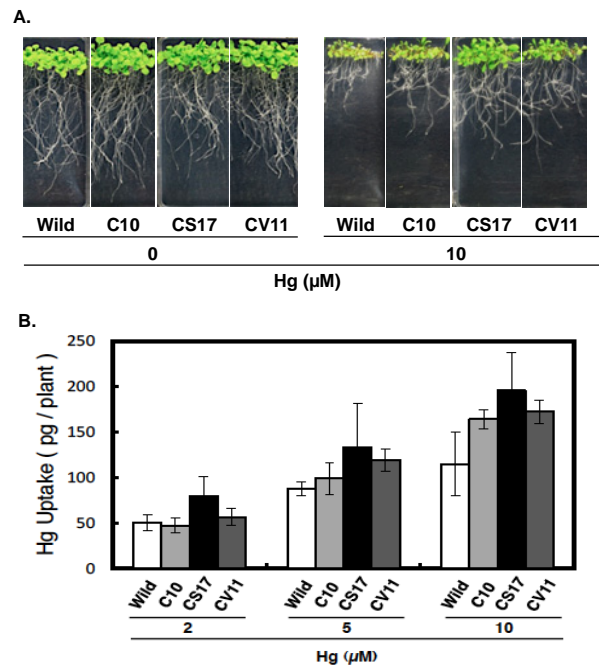 A.
Wild C10 CS17 CV11 Wild C10 CS17 CV11
0 10
Hg (µM)
B.
Hg Uptake ( pg / plant )
250
200
150
100
50
0
Wild C10 CS17 CV11 Wild C10 CS17 CV11 Wild C10 CS17 CV11
2 5 10
Hg (µM)